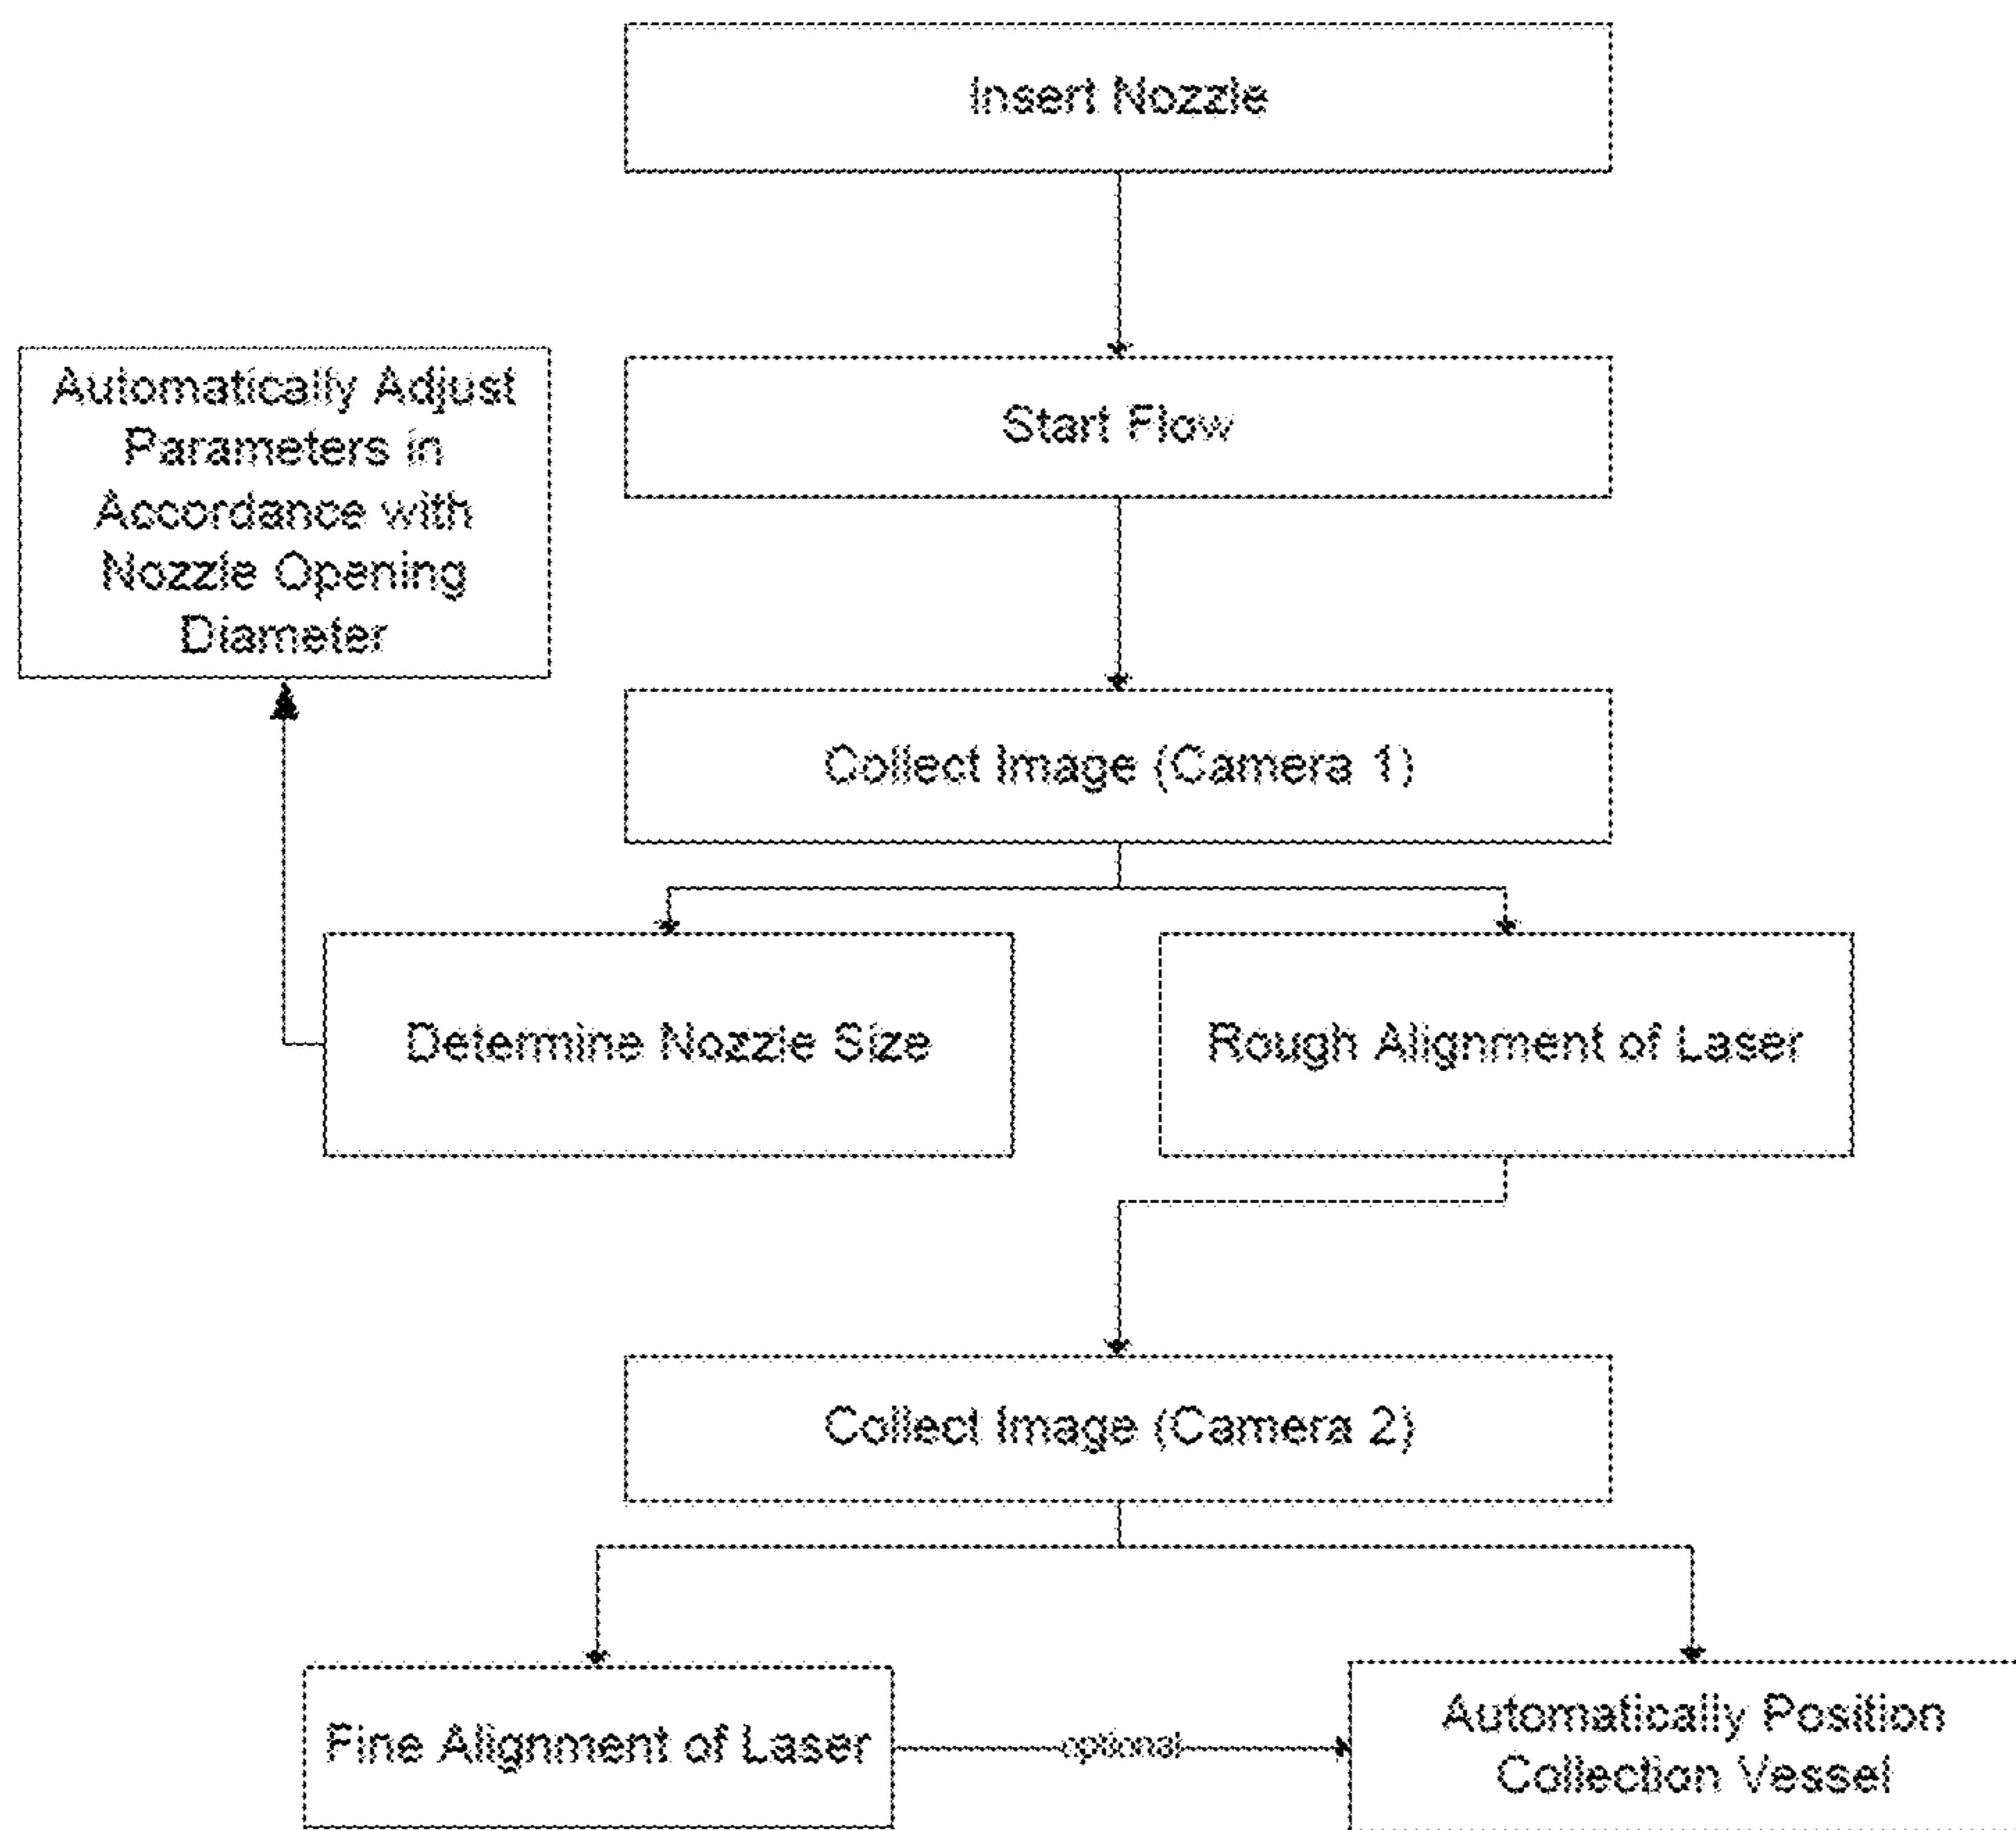 Insert Nozzle
Automatically Adjust
Parameters in
Accordance with
Nozzle Opening
Diameter
Start Flow
Collect Image (Camera 1)
Determine Nozzle Size
Rough Alignment of Laser
Collect Image (Camera 2)
Fine Alignment of Laser
optional
Automatically Position
Collection Vessel